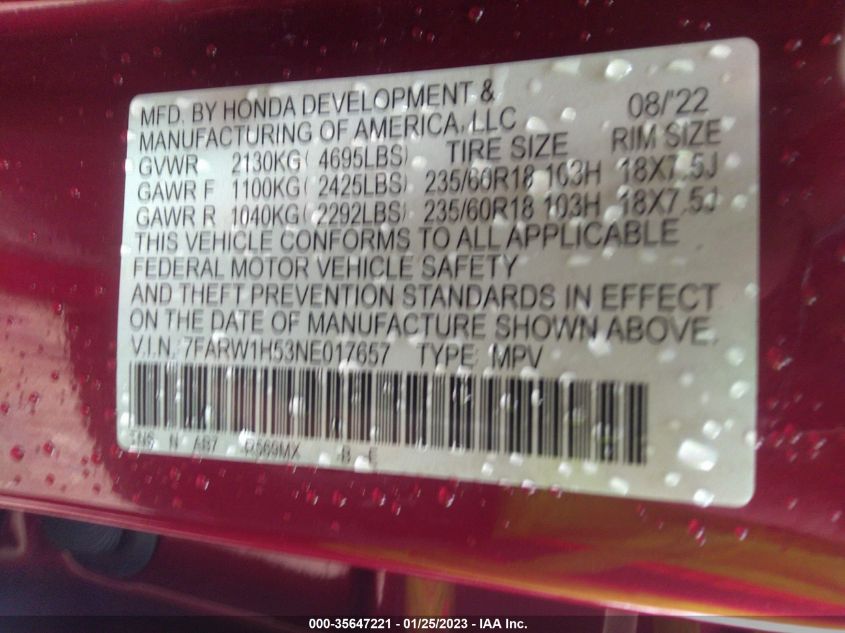 MFD. BY HONDA DEVELOPMENT & 08/'22
MANUFACTURING OF AMERICA, LLC
GVWR 2130KG( 4695LBS) TIRE SIZE RIM SIZE
GAWR F 1100KG( 2425LBS) 235/60R18 103H 18X7.5J
GAWR R 1040KG( 2292LBS) 235/60R18 103H 18X7.5J
THIS VEHICLE CONFORMS TO ALL APPLICABLE
FEDERAL MOTOR VEHICLE SAFETY
AND THEFT PREVENTION STANDARDS IN EFFECT
ON THE DATE OF MANUFACTURE SHOWN ABOVE.
V.I.N. 7FARW1H53NE017657 TYPE: MPV
TNS N AB7 R569MX -B E
000-35647221 — 01/25/2023 - IAA Inc.